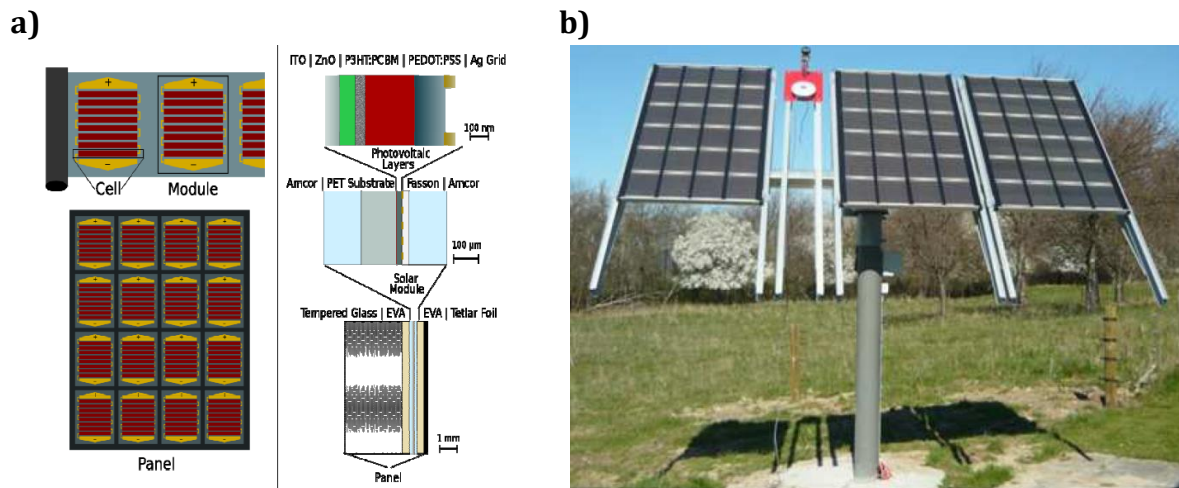 a)
b)
ITO | ZnO | P3HT:PCBM | PEDOT:PSS | Ag Grid
100 nm
Photovoltaic
Layers
Cell
Module
Amcor | PET Substrate
Fasson | Amcor
100 µm
Solar
Module
Tempered Glass | EVA
EVA | Tetlar Foil
1 mm
Panel
Panel